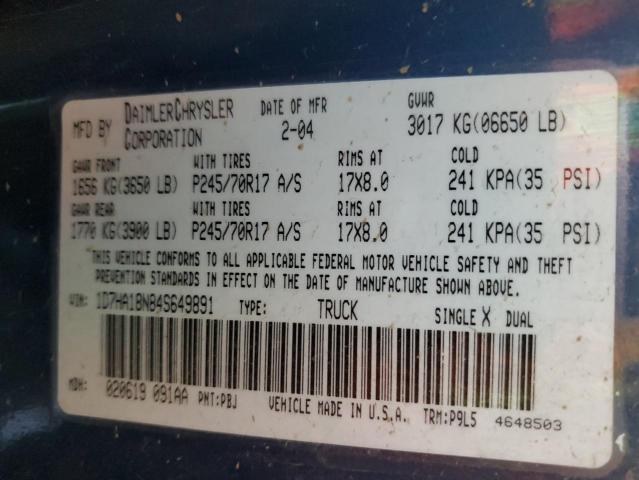 MFD BY DAIMLERCHRYSLER CORPORATION DATE OF MFR 2-04 GVWR 3017 KG(06650 LB)
GAWR FRONT WITH TIRES RIMS AT COLD
1656 KG(3650 LB) P245/70R17 A/S 17X8.0 241 KPA(35 PSI)
GAWR REAR WITH TIRES RIMS AT COLD
1770 KG(3900 LB) P245/70R17 A/S 17X8.0 241 KPA(35 PSI)
THIS VEHICLE CONFORMS TO ALL APPLICABLE FEDERAL MOTOR VEHICLE SAFETY AND THEFT
PREVENTION STANDARDS IN EFFECT ON THE DATE OF MANUFACTURE SHOWN ABOVE.
VIN: 1D7HA18N84S649891 TYPE: TRUCK SINGLE X DUAL
MDH: 020619 091AA PNT:PBJ VEHICLE MADE IN U.S.A. TRM:P9L5 4648503